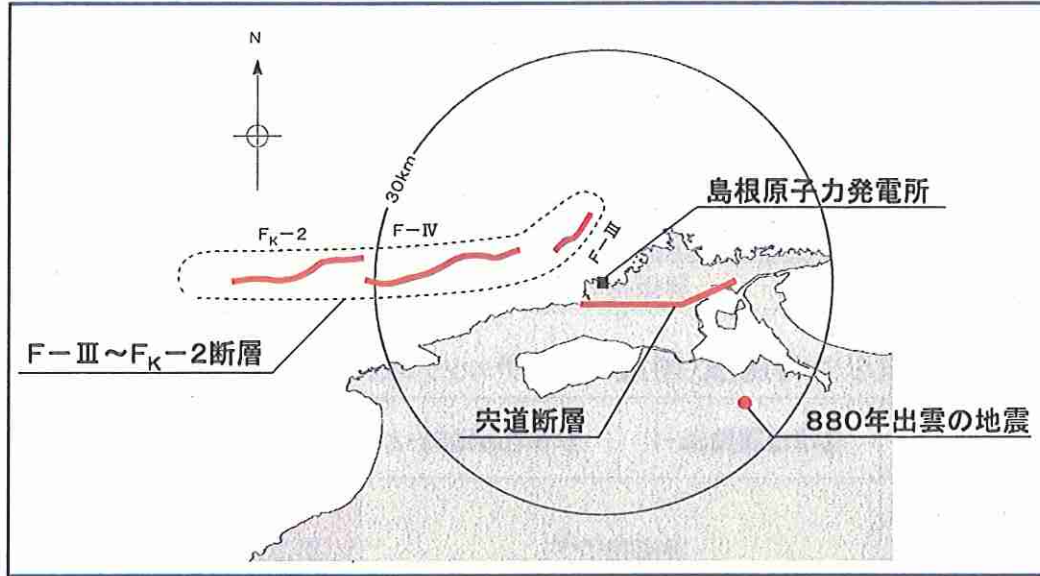 N
30km
島根原子力発電所
F_K-2
F-Ⅳ
F-Ⅲ
F-Ⅲ～F_K-2断層
宍道断層
880年出雲の地震